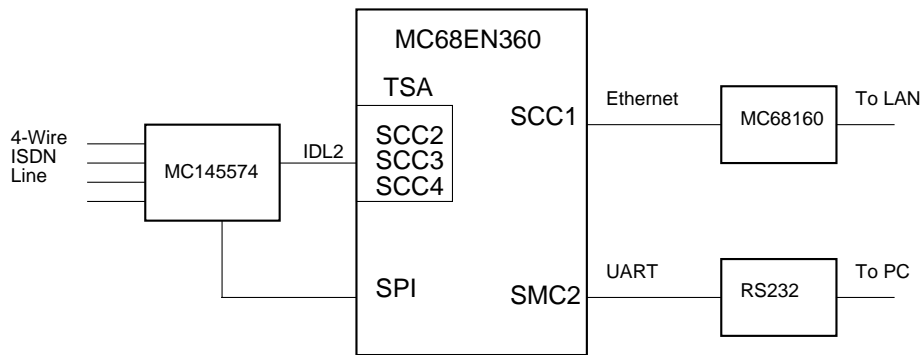 MC68EN360
TSA
SCC2
SCC3
SCC4
SCC1
SPI
SMC2
4-Wire
ISDN
Line
MC145574
IDL2
Ethernet
MC68160
To LAN
UART
RS232
To PC